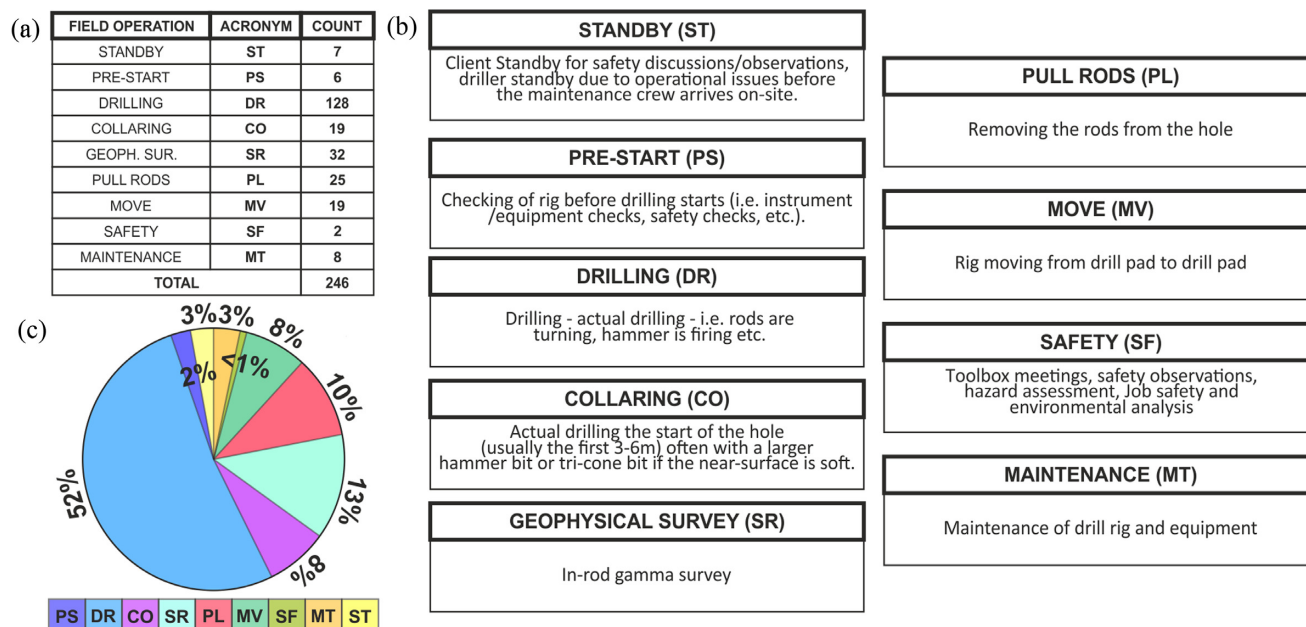 (a)
FIELD OPERATION ACRONYM COUNT
STANDBY ST 7
PRE-START PS 6
DRILLING DR 128
COLLARING CO 19
GEOPH. SUR. SR 32
PULL RODS PL 25
MOVE MV 19
SAFETY SF 2
MAINTENANCE MT 8
TOTAL 246
(b)
STANDBY (ST)
Client Standby for safety discussions/observations,
driller standby due to operational issues before
the maintenance crew arrives on-site.
PRE-START (PS)
Checking of rig before drilling starts (i.e. instrument
/equipment checks, safety checks, etc.).
DRILLING (DR)
Drilling - actual drilling - i.e. rods are
turning, hammer is firing etc.
COLLARING (CO)
Actual drilling the start of the hole
(usually the first 3-6m) often with a larger
hammer bit or tri-cone bit if the near-surface is soft.
GEOPHYSICAL SURVEY (SR)
In-rod gamma survey
PULL RODS (PL)
Removing the rods from the hole
MOVE (MV)
Rig moving from drill pad to drill pad
SAFETY (SF)
Toolbox meetings, safety observations,
hazard assessment, Job safety and
environmental analysis
MAINTENANCE (MT)
Maintenance of drill rig and equipment
(c)
3%
3%
8%
2%
<1%
10%
52%
13%
8%
PS DR CO SR PL MV SF MT ST